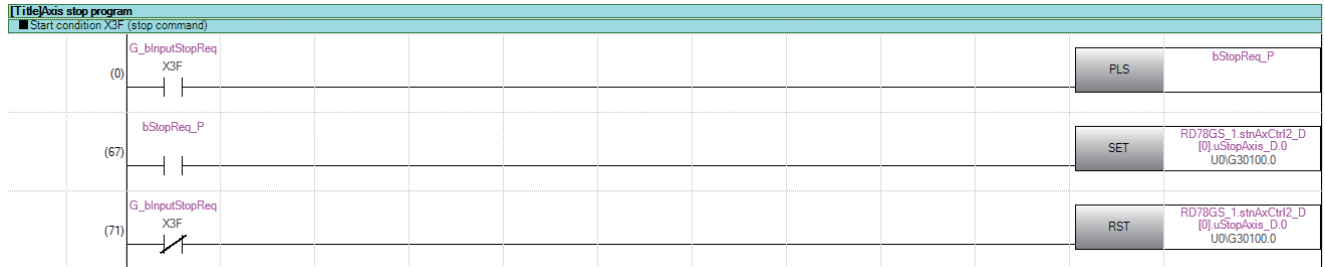 [Title]Axis stop program
■Start condition X3F (stop command)
G_bInputStopReq
X3F
(0)
PLS
bStopReq_P
bStopReq_P
(67)
SET
RD78GS_1.stnAxCtrl2_D
[0].uStopAxis_D.0
U0\G30100.0
G_bInputStopReq
X3F
(71)
RST
RD78GS_1.stnAxCtrl2_D
[0].uStopAxis_D.0
U0\G30100.0